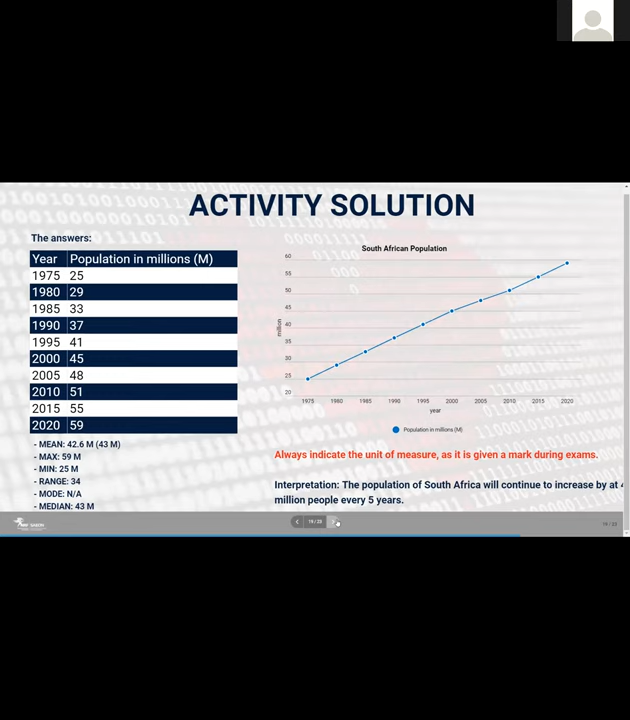 ACTIVITY SOLUTION
The answers:
Year Population in millions (M)
1975 25
1980 29
1985 33
1990 37
1995 41
2000 45
2005 48
2010 51
2015 55
2020 59
- MEAN: 42.6 M (43 M)
- MAX: 59 M
- MIN: 25 M
- RANGE: 34
- MODE: N/A
- MEDIAN: 43 M
South African Population
60
55
50
45
40
35
30
25
20
million
1975 1980 1985 1990 1995 2000 2005 2010 2015 2020
year
Population in millions (M)
Always indicate the unit of measure, as it is given a mark during exams.
Interpretation: The population of South Africa will continue to increase by at 4
million people every 5 years.
19 / 23
19 / 23